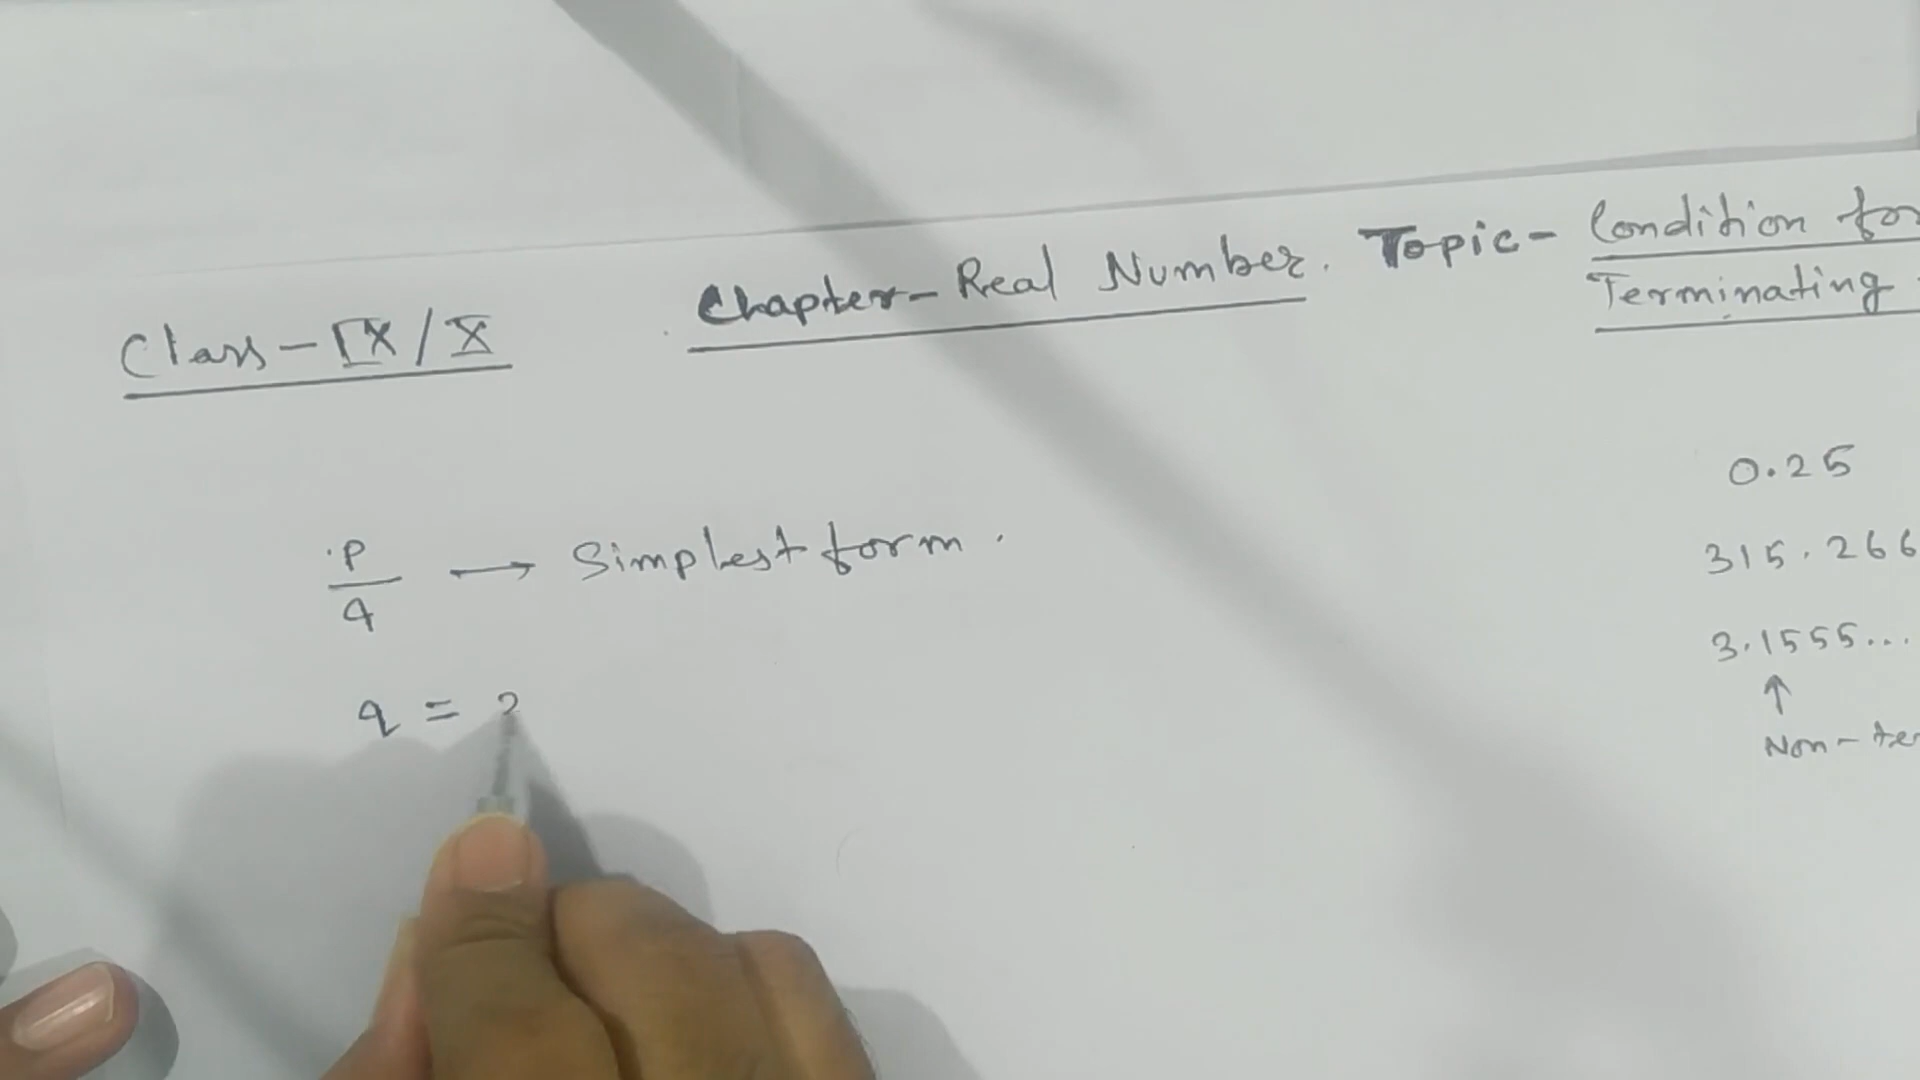 Class - IX / X Chapter - Real Number. Topic - Condition for
Terminating
0.25
p/q → Simplest form.
315.266
3.1555...
↑
q = 2
Non-ter